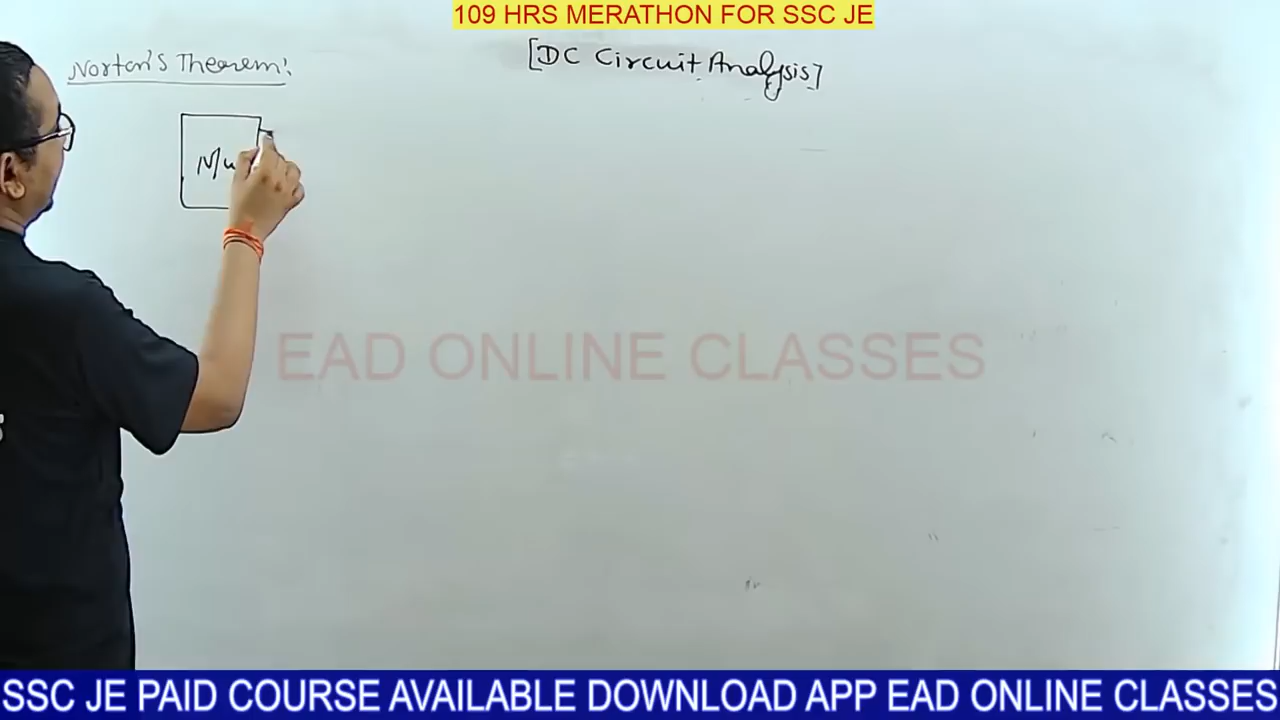 109 HRS MERATHON FOR SSC JE
[DC Circuit Analysis]
Norton's Theorem:
N/w
EAD ONLINE CLASSES
SSC JE PAID COURSE AVAILABLE DOWNLOAD APP EAD ONLINE CLASSES